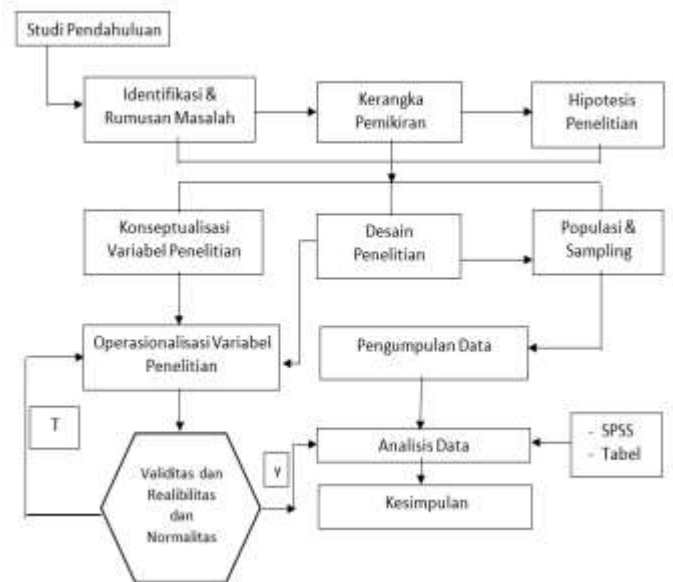 Studi Pendahuluan
Identifikasi &
Rumusan Masalah
Kerangka
Pemikiran
Hipotesis
Penelitian
Konseptualisasi
Variabel Penelitian
Desain
Penelitian
Populasi &
Sampling
Operasionalisasi Variabel
Penelitian
Pengumpulan Data
T
Y
Analisis Data
- SPSS
- Tabel
Validitas dan
Realibilitas
dan
Normalitas
Kesimpulan